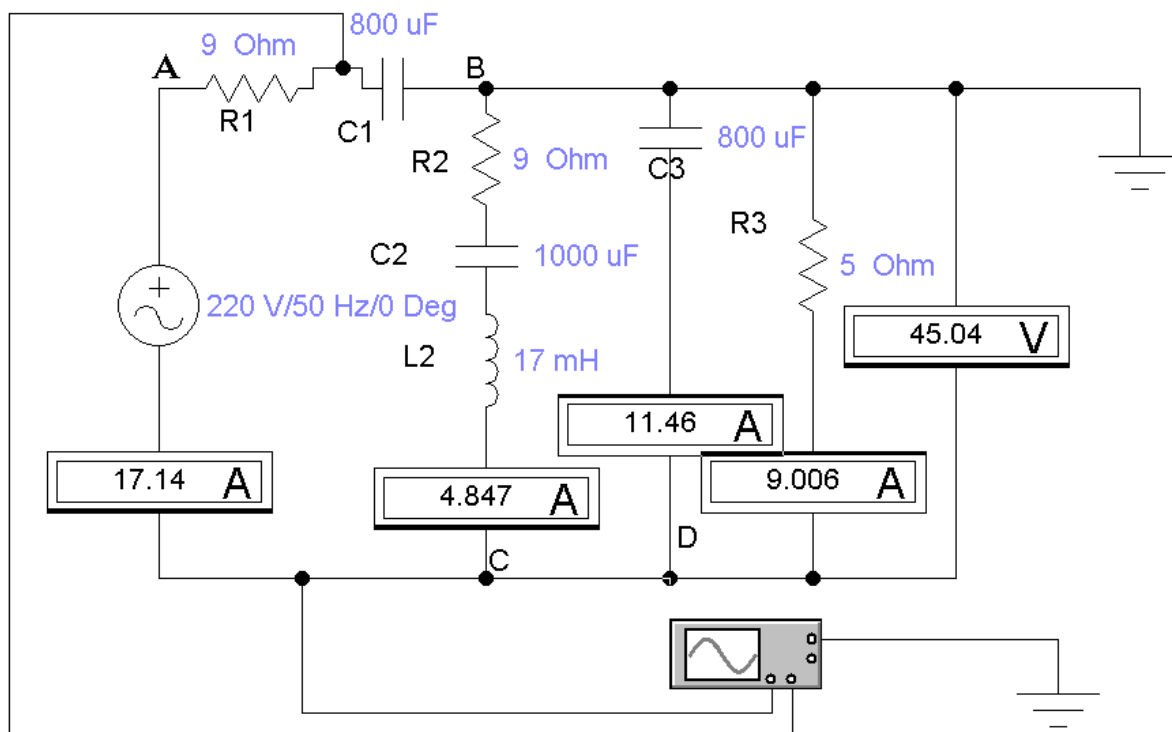 800 uF
9 Ohm
A
B
R1
C1
R2
9 Ohm
C3
800 uF
R3
C2
1000 uF
5 Ohm
220 V/50 Hz/0 Deg
L2
17 mH
45.04 V
11.46 A
17.14 A
4.847 A
9.006 A
D
C